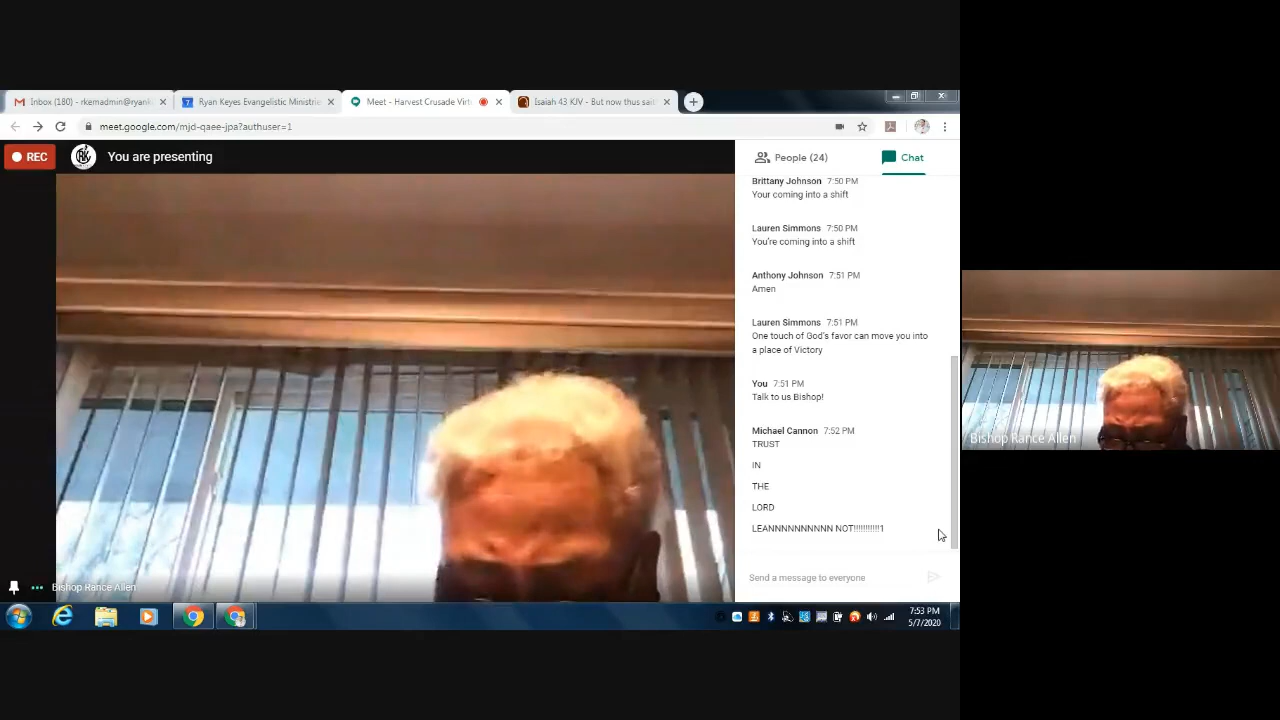 Inbox (180) - rkemadmin@ryank
Ryan Keyes Evangelistic Ministrie
Meet - Harvest Crusade Virt
Isaiah 43 KJV - But now thus sai
meet.google.com/mjd-qaee-jpa?authuser=1
REC
You are presenting
People (24)
Chat
Brittany Johnson 7:50 PM
Your coming into a shift
Lauren Simmons 7:50 PM
You're coming into a shift
Anthony Johnson 7:51 PM
Amen
Lauren Simmons 7:51 PM
One touch of God's favor can move you into
a place of Victory
You 7:51 PM
Talk to us Bishop!
Michael Cannon 7:52 PM
TRUST
IN
THE
LORD
LEANNNNNNNNNN NOT!!!!!!!!!!!1
Send a message to everyone
Bishop Rance Allen
Bishop Rance Allen
7:53 PM
5/7/2020